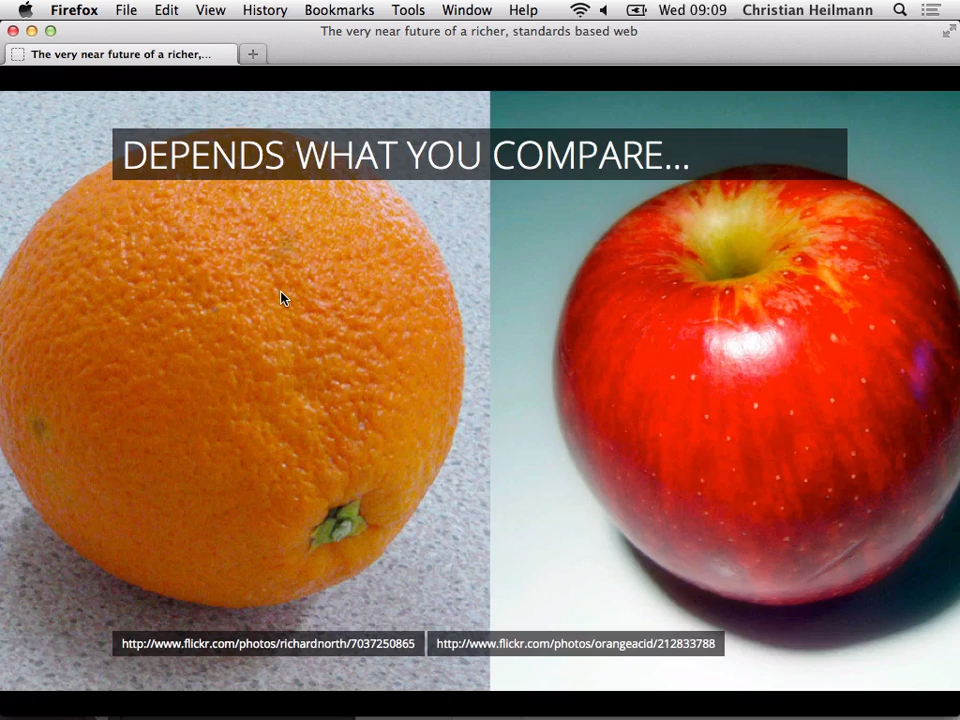 Firefox File Edit View History Bookmarks Tools Window Help Wed 09:09 Christian Heilmann
The very near future of a richer, standards based web
The very near future of a richer,...
DEPENDS WHAT YOU COMPARE...
http://www.flickr.com/photos/richardnorth/7037250865 http://www.flickr.com/photos/orangeacid/212833788